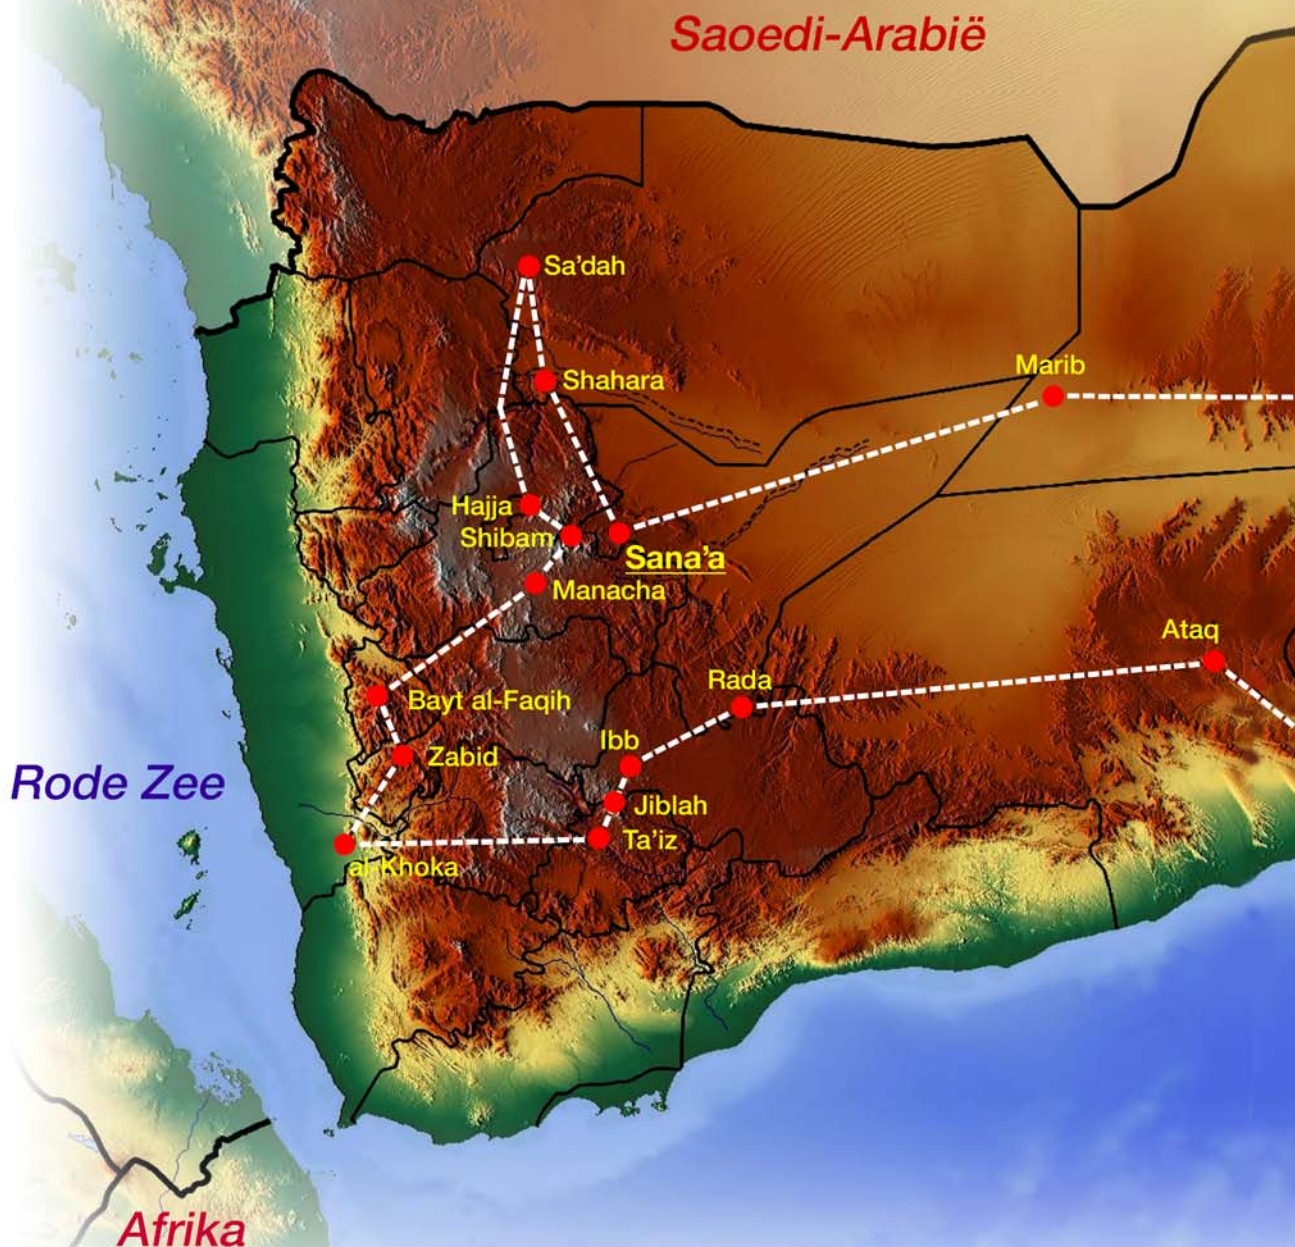 Saoedi-Arabië
Sa'dah
Marib
Shahara
Hajja
Shibam
Sana'a
Manacha
Ataq
Rada
Bayt al-Faqih
Ibb
Zabid
Rode Zee
Jiblah
Ta'iz
al-Khoka
Afrika